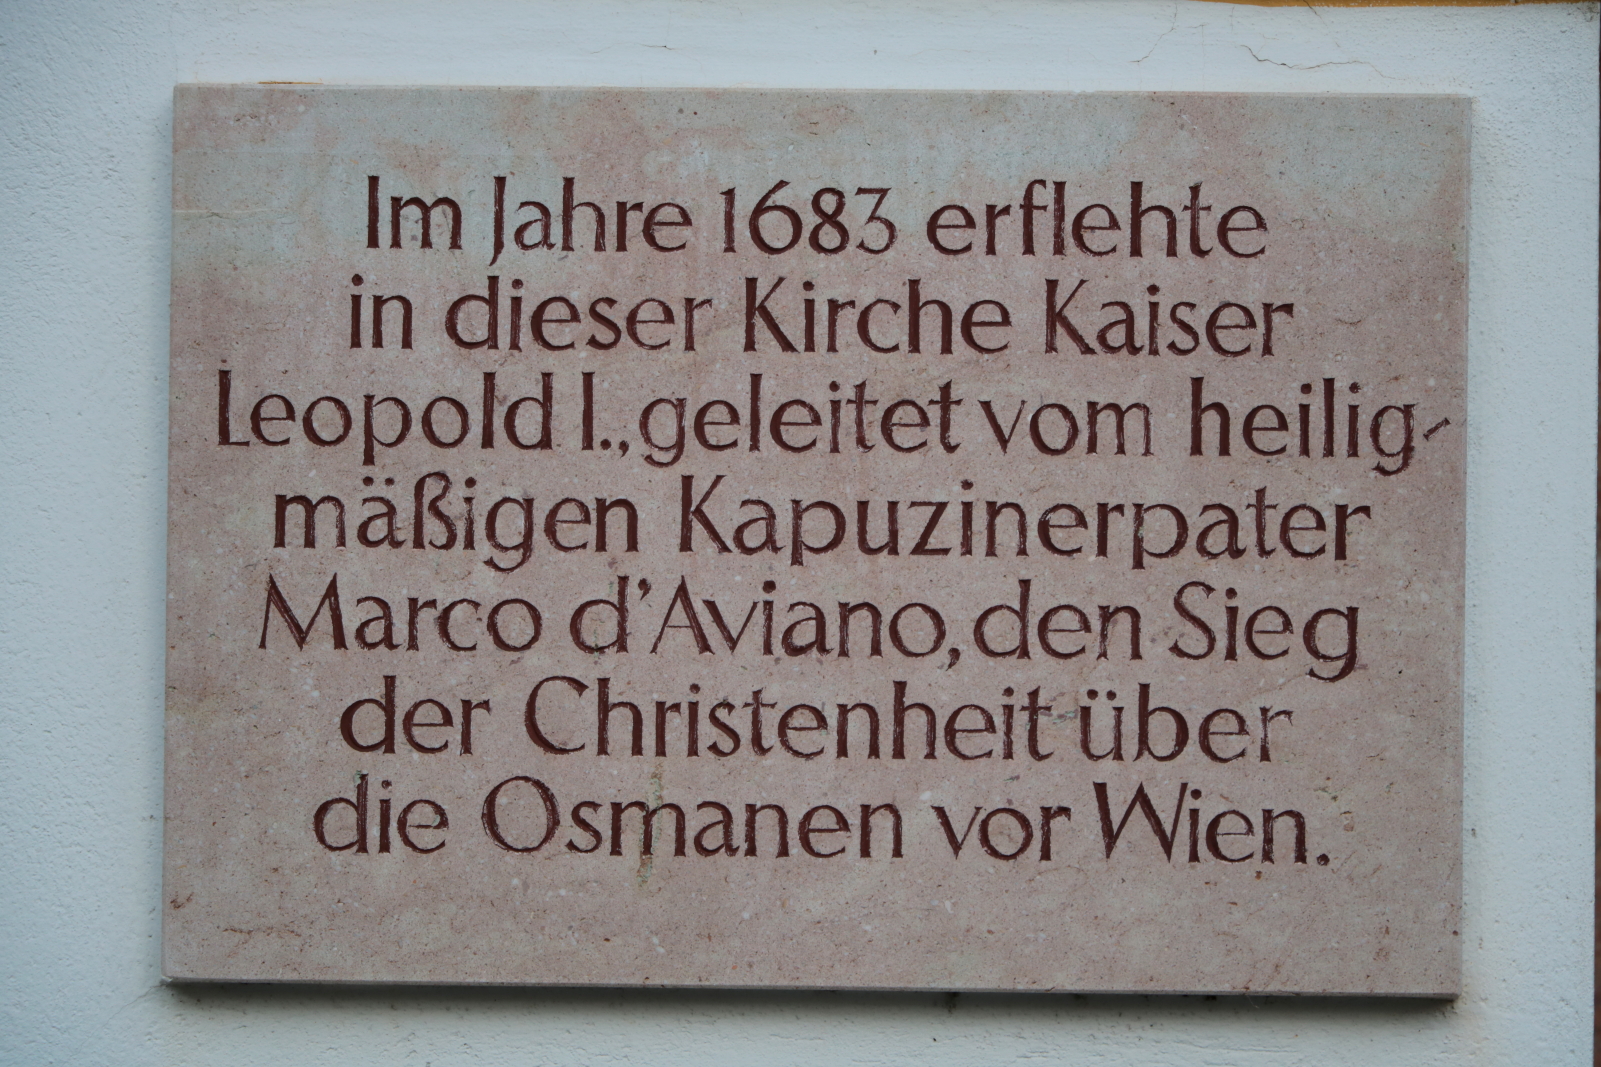 Im Jahre 1683 erflehte
in dieser Kirche Kaiser
Leopold I., geleitet vom heilig-
mäßigen Kapuzinerpater
Marco d'Aviano, den Sieg
der Christenheit über
die Osmanen vor Wien.